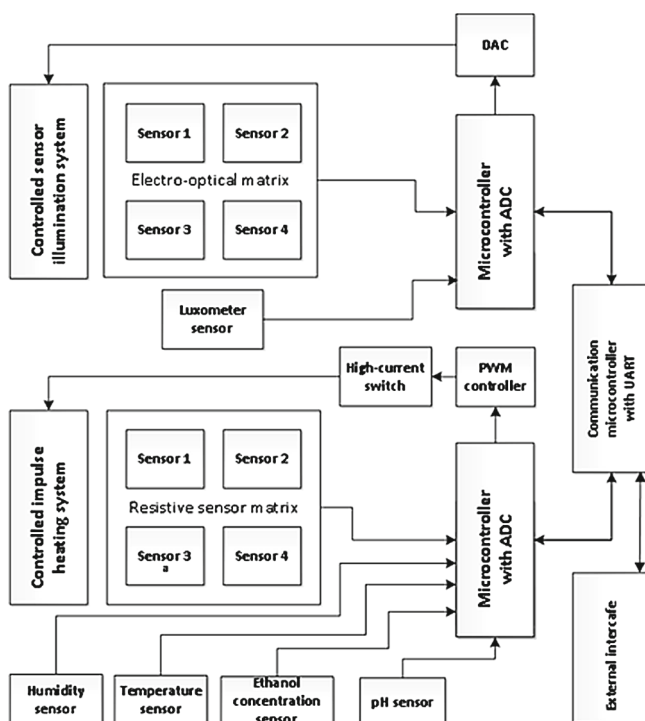 DAC
Controlled sensor
illumination system
Sensor 1
Sensor 2
Electro-optical matrix
Sensor 3
Sensor 4
Microcontroller
with ADC
Luxometer
sensor
Communication
microcontroller
with UART
High-current
switch
PWM
controller
Controlled impulse
heating system
Sensor 1
Sensor 2
Resistive sensor matrix
Sensor 3
a
Sensor 4
Microcontroller
with ADC
External intercafe
Humidity
sensor
Temperature
sensor
Ethanol
concentration
sensor
pH sensor